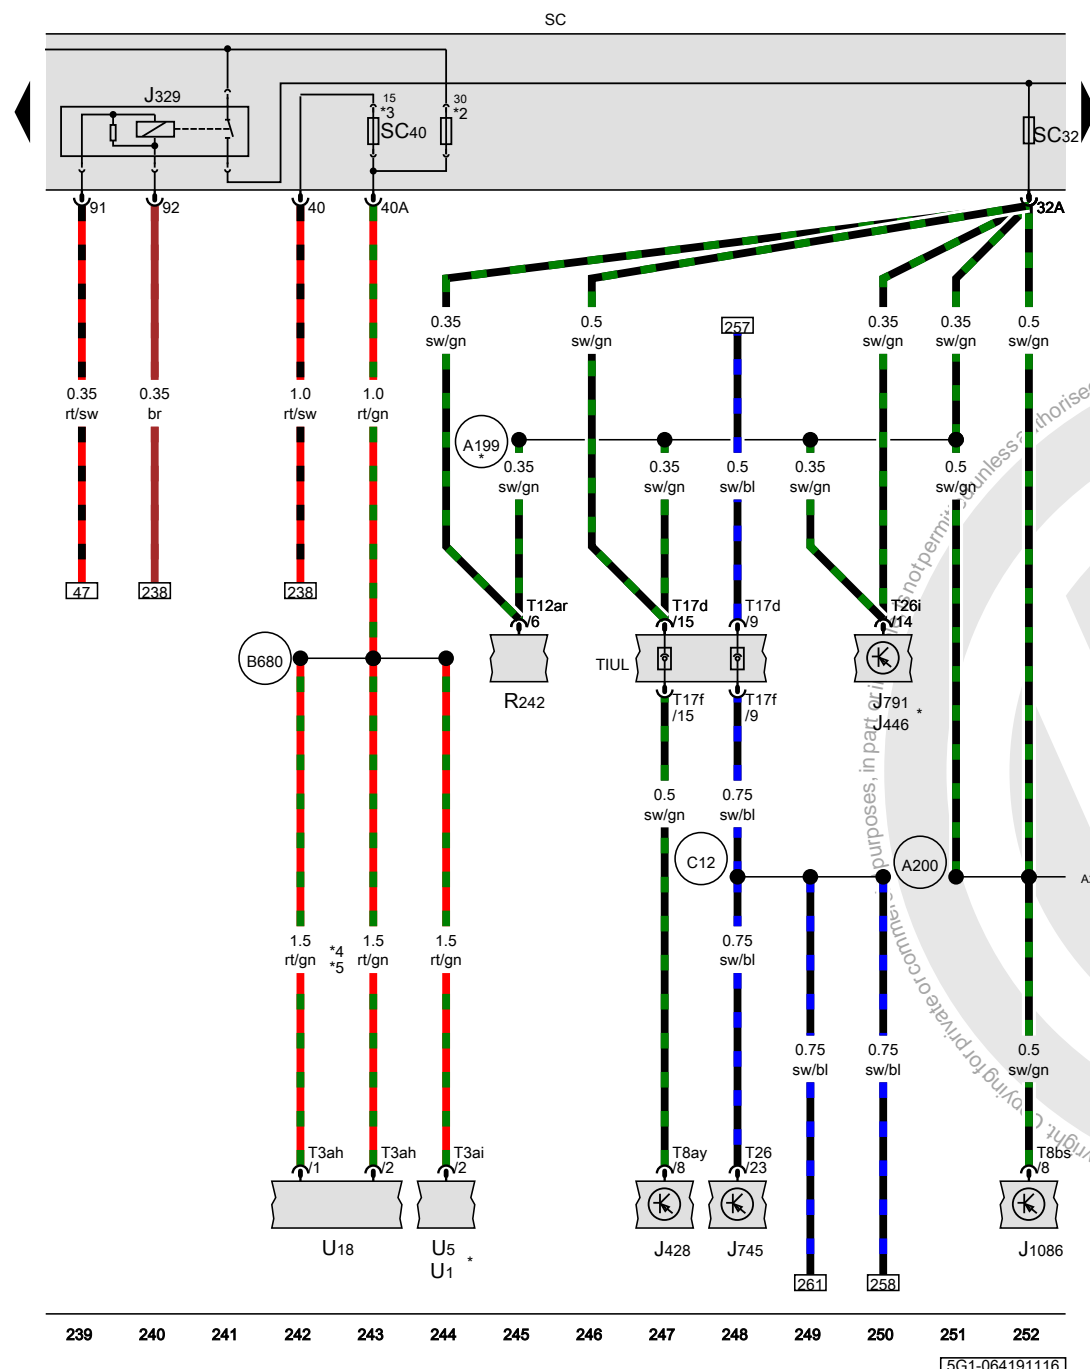 SC
J329
15
*3
30
*2
SC40
SC32
91
92
40
40A
32A
0.35
sw/gn
0.5
sw/gn
257
0.35
sw/gn
0.35
sw/gn
0.5
sw/gn
0.35
rt/sw
0.35
br
1.0
rt/sw
1.0
rt/gn
A199
*
0.35
sw/gn
0.35
sw/gn
0.5
sw/bl
0.35
sw/gn
0.5
sw/gn
47
238
238
T12ar
/6
T17d
/15
T17d
/9
T26i
/14
B680
TIUL
R242
T17f
/15
T17f
/9
J791
J446 *
0.5
sw/gn
0.75
sw/bl
C12
A200
1.5
rt/gn
*4
*5
1.5
rt/gn
1.5
rt/gn
0.75
sw/bl
0.75
sw/bl
0.75
sw/bl
0.5
sw/gn
T3ah
/1
T3ah
/2
T3ai
/2
T8ay
/8
T26
/23
T8bs
/8
U18
U5
U1 *
J428
J745
J1086
261
258
239 240 241 242 243 244 245 246 247 248 249 250 251 252
5G1-064191116